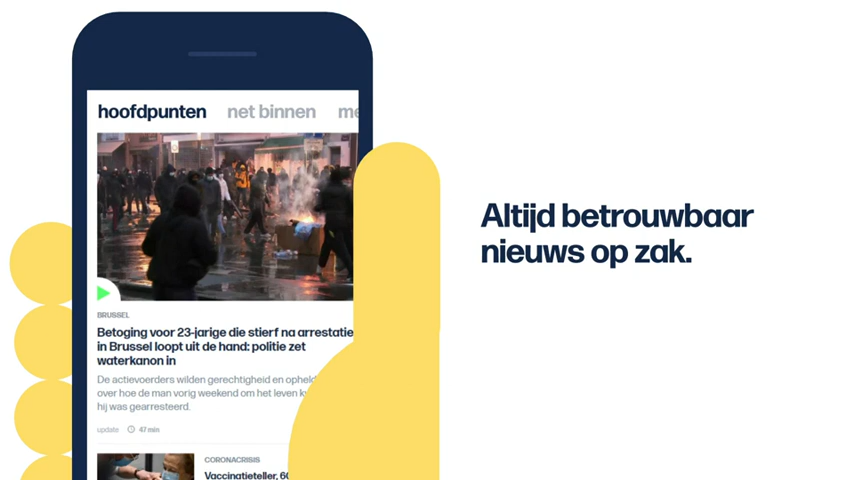 hoofdpunten net binnen
BRUSSEL
Betoging voor 23-jarige die stierf na arrestatie
in Brussel loopt uit de hand: politie zet
waterkanon in
De actievoerders wilden gerechtigheid en
over hoe de man vorig weekend om het leven
hij was gearresteerd.
update 47 min
CORONACRISIS
Vaccinatieteller,
Altijd betrouwbaar
nieuws op zak.